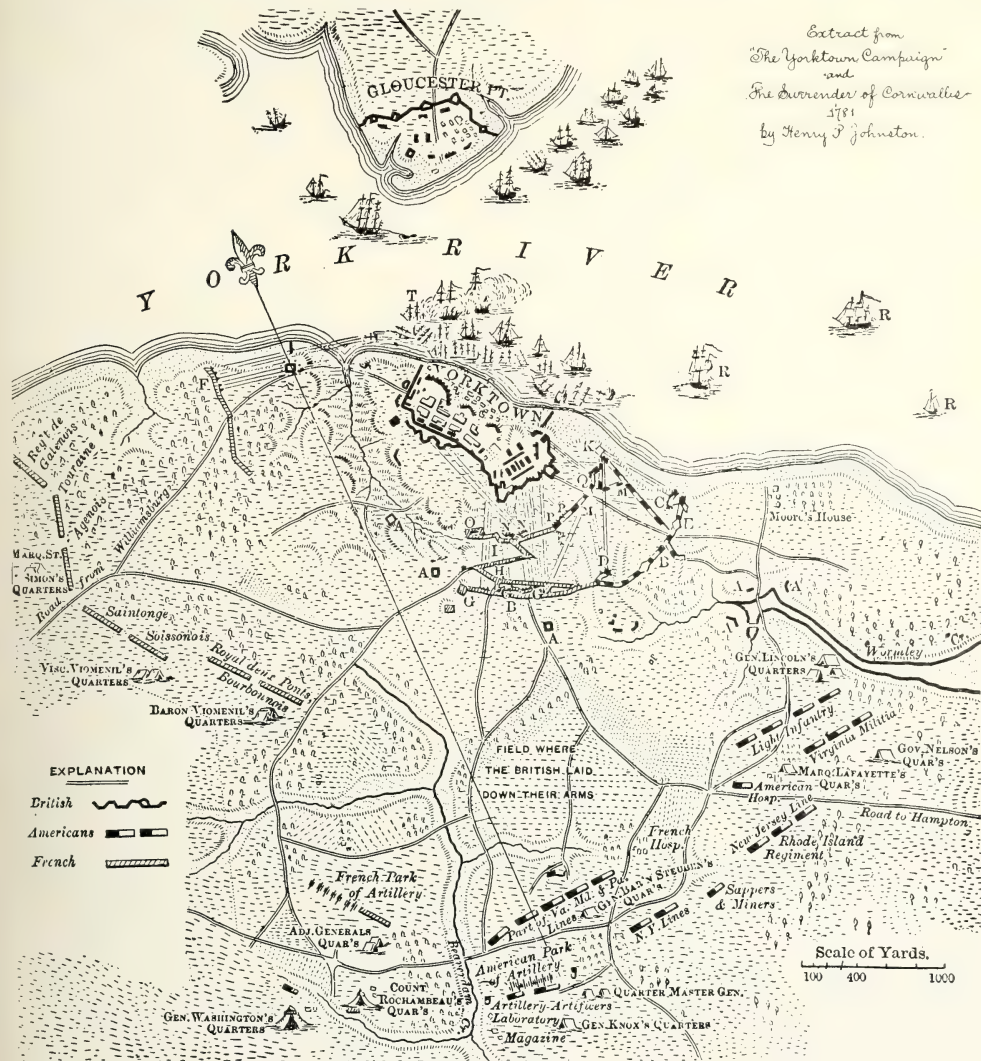 Extract from
"The Yorktown Campaign"
and
The Surrender of Cornwallis
1781
by Henry P Johnston.
GLOUCESTER PT.
YORK RIVER
T
R
R
R
N
YORKTOWN
F
K
Q
M
L
C
E
Reg't de
Gatenois
Touraine
Agenois
MARQ. ST.
SIMON'S
QUARTERS
Road from Williamsburg
Moore's House
A
O
N
N
P
P
I
A
H
D
B
G
B
G
A
A
A
Saintonge
Soissonois
VISC. VIOMENIL'S
QUARTERS
Royal deux Ponts,
Bourbonnois
BARON VIOMENIL'S
QUARTERS
Wormley C.
GEN. LINCOLN'S
QUARTERS
Light Infantry
Virginia Militia
GOV. NELSON'S
QUAR'S
MARQ. LAFAYETTE'S
QUAR'S
American
Hosp.
Road to Hampton
New Jersey Line
Rhode Island
Regiment
FIELD WHERE
THE BRITISH LAID
DOWN THEIR ARMS
French
Hosp.
EXPLANATION
British
Americans
French
French Park
of Artillery
ADJ. GENERALS
QUAR'S
Part of Va. Md. & Pa.
Lines
BAR'N STEUBEN'S
QUAR'S
N.Y Lines
Sappers
& Miners
Scale of Yards.
100 400 1000
Beaverdam C.
American Park
of Artillery
COUNT
ROCHAMBEAU'S
QUAR'S
GEN. WASHINGTON'S
QUARTERS
QUARTER MASTER GEN.
Artillery Artificers
Laboratory
GEN. KNOX'S QUARTERS
Magazine